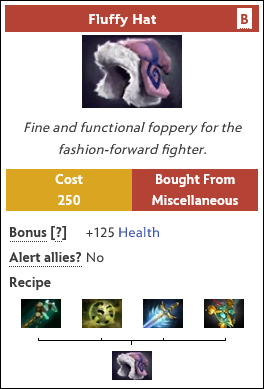 Fluffy Hat B
Fine and functional foppery for the
fashion-forward fighter.
Cost Bought From
250 Miscellaneous
Bonus [?] +125 Health
Alert allies? No
Recipe